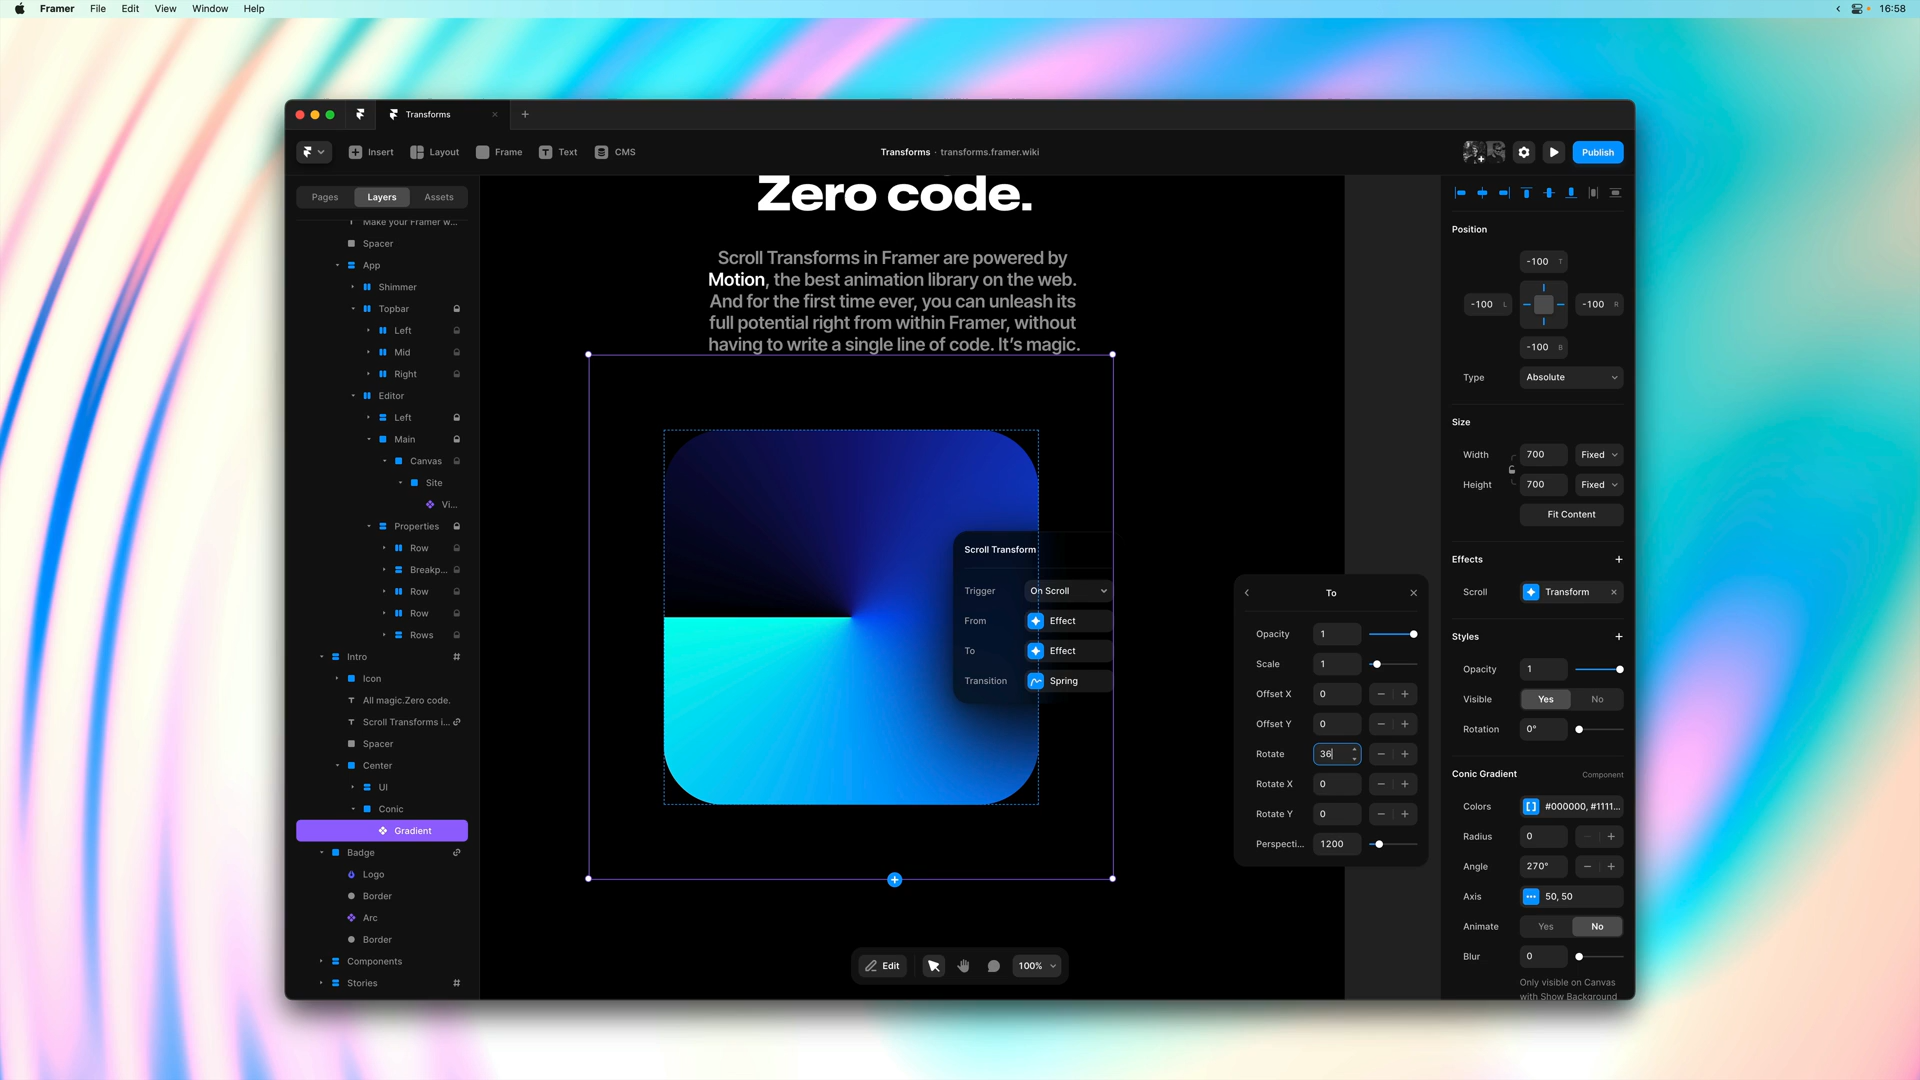 Framer File Edit View Window Help 16:58
Transforms
Insert Layout Frame Text CMS
Transforms · transforms.framer.wiki
Publish
Pages Layers Assets
Make your Framer w...
Spacer
App
Shimmer
Topbar
Left
Mid
Right
Editor
Left
Main
Canvas
Site
Vi...
Properties
Row
Breakp...
Row
Row
Rows
Intro
Icon
All magic.Zero code.
Scroll Transforms i...
Spacer
Center
UI
Conic
Gradient
Badge
Logo
Border
Arc
Border
Components
Stories
Zero code.
Scroll Transforms in Framer are powered by
Motion, the best animation library on the web.
And for the first time ever, you can unleash its
full potential right from within Framer, without
having to write a single line of code. It's magic.
Scroll Transform
Trigger On Scroll
From Effect
To Effect
Transition Spring
Edit 100%
To
Opacity 1
Scale 1
Offset X 0
Offset Y 0
Rotate 36
Rotate X 0
Rotate Y 0
Perspecti... 1200
Position
-100 T
-100 L -100 R
-100 B
Type Absolute
Size
Width 700 Fixed
Height 700 Fixed
Fit Content
Effects
Scroll Transform
Styles
Opacity 1
Visible Yes No
Rotation 0°
Conic Gradient Component
Colors #000000, #1111...
Radius 0
Angle 270°
Axis 50, 50
Animate Yes No
Blur 0
Only visible on Canvas
with Show Background